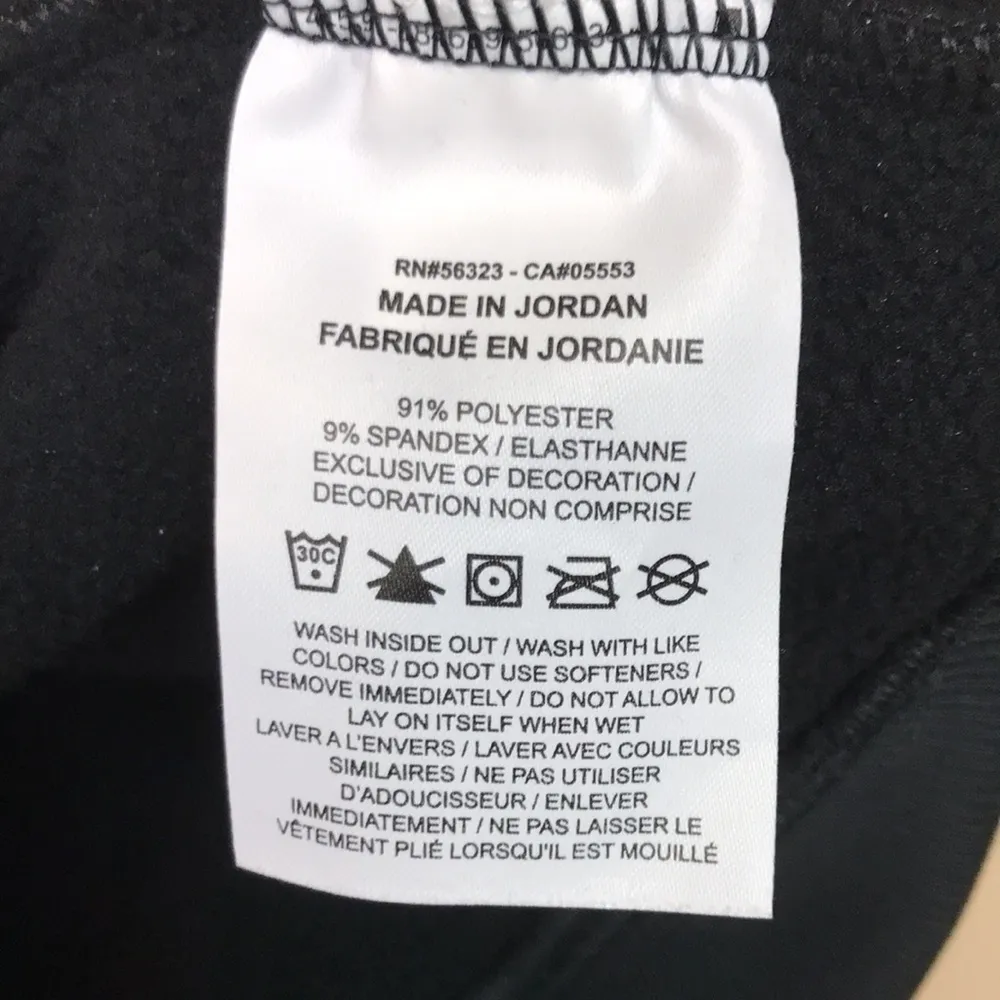 RN#56323 - CA#05553
MADE IN JORDAN
FABRIQUÉ EN JORDANIE
91% POLYESTER
9% SPANDEX / ELASTHANNE
EXCLUSIVE OF DECORATION /
DECORATION NON COMPRISE
30C
WASH INSIDE OUT / WASH WITH LIKE
COLORS / DO NOT USE SOFTENERS /
REMOVE IMMEDIATELY / DO NOT ALLOW TO
LAY ON ITSELF WHEN WET
LAVER A L'ENVERS / LAVER AVEC COULEURS
SIMILAIRES / NE PAS UTILISER
D'ADOUCISSEUR / ENLEVER
IMMEDIATEMENT / NE PAS LAISSER LE
VÊTEMENT PLIÉ LORSQU'IL EST MOUILLÉ